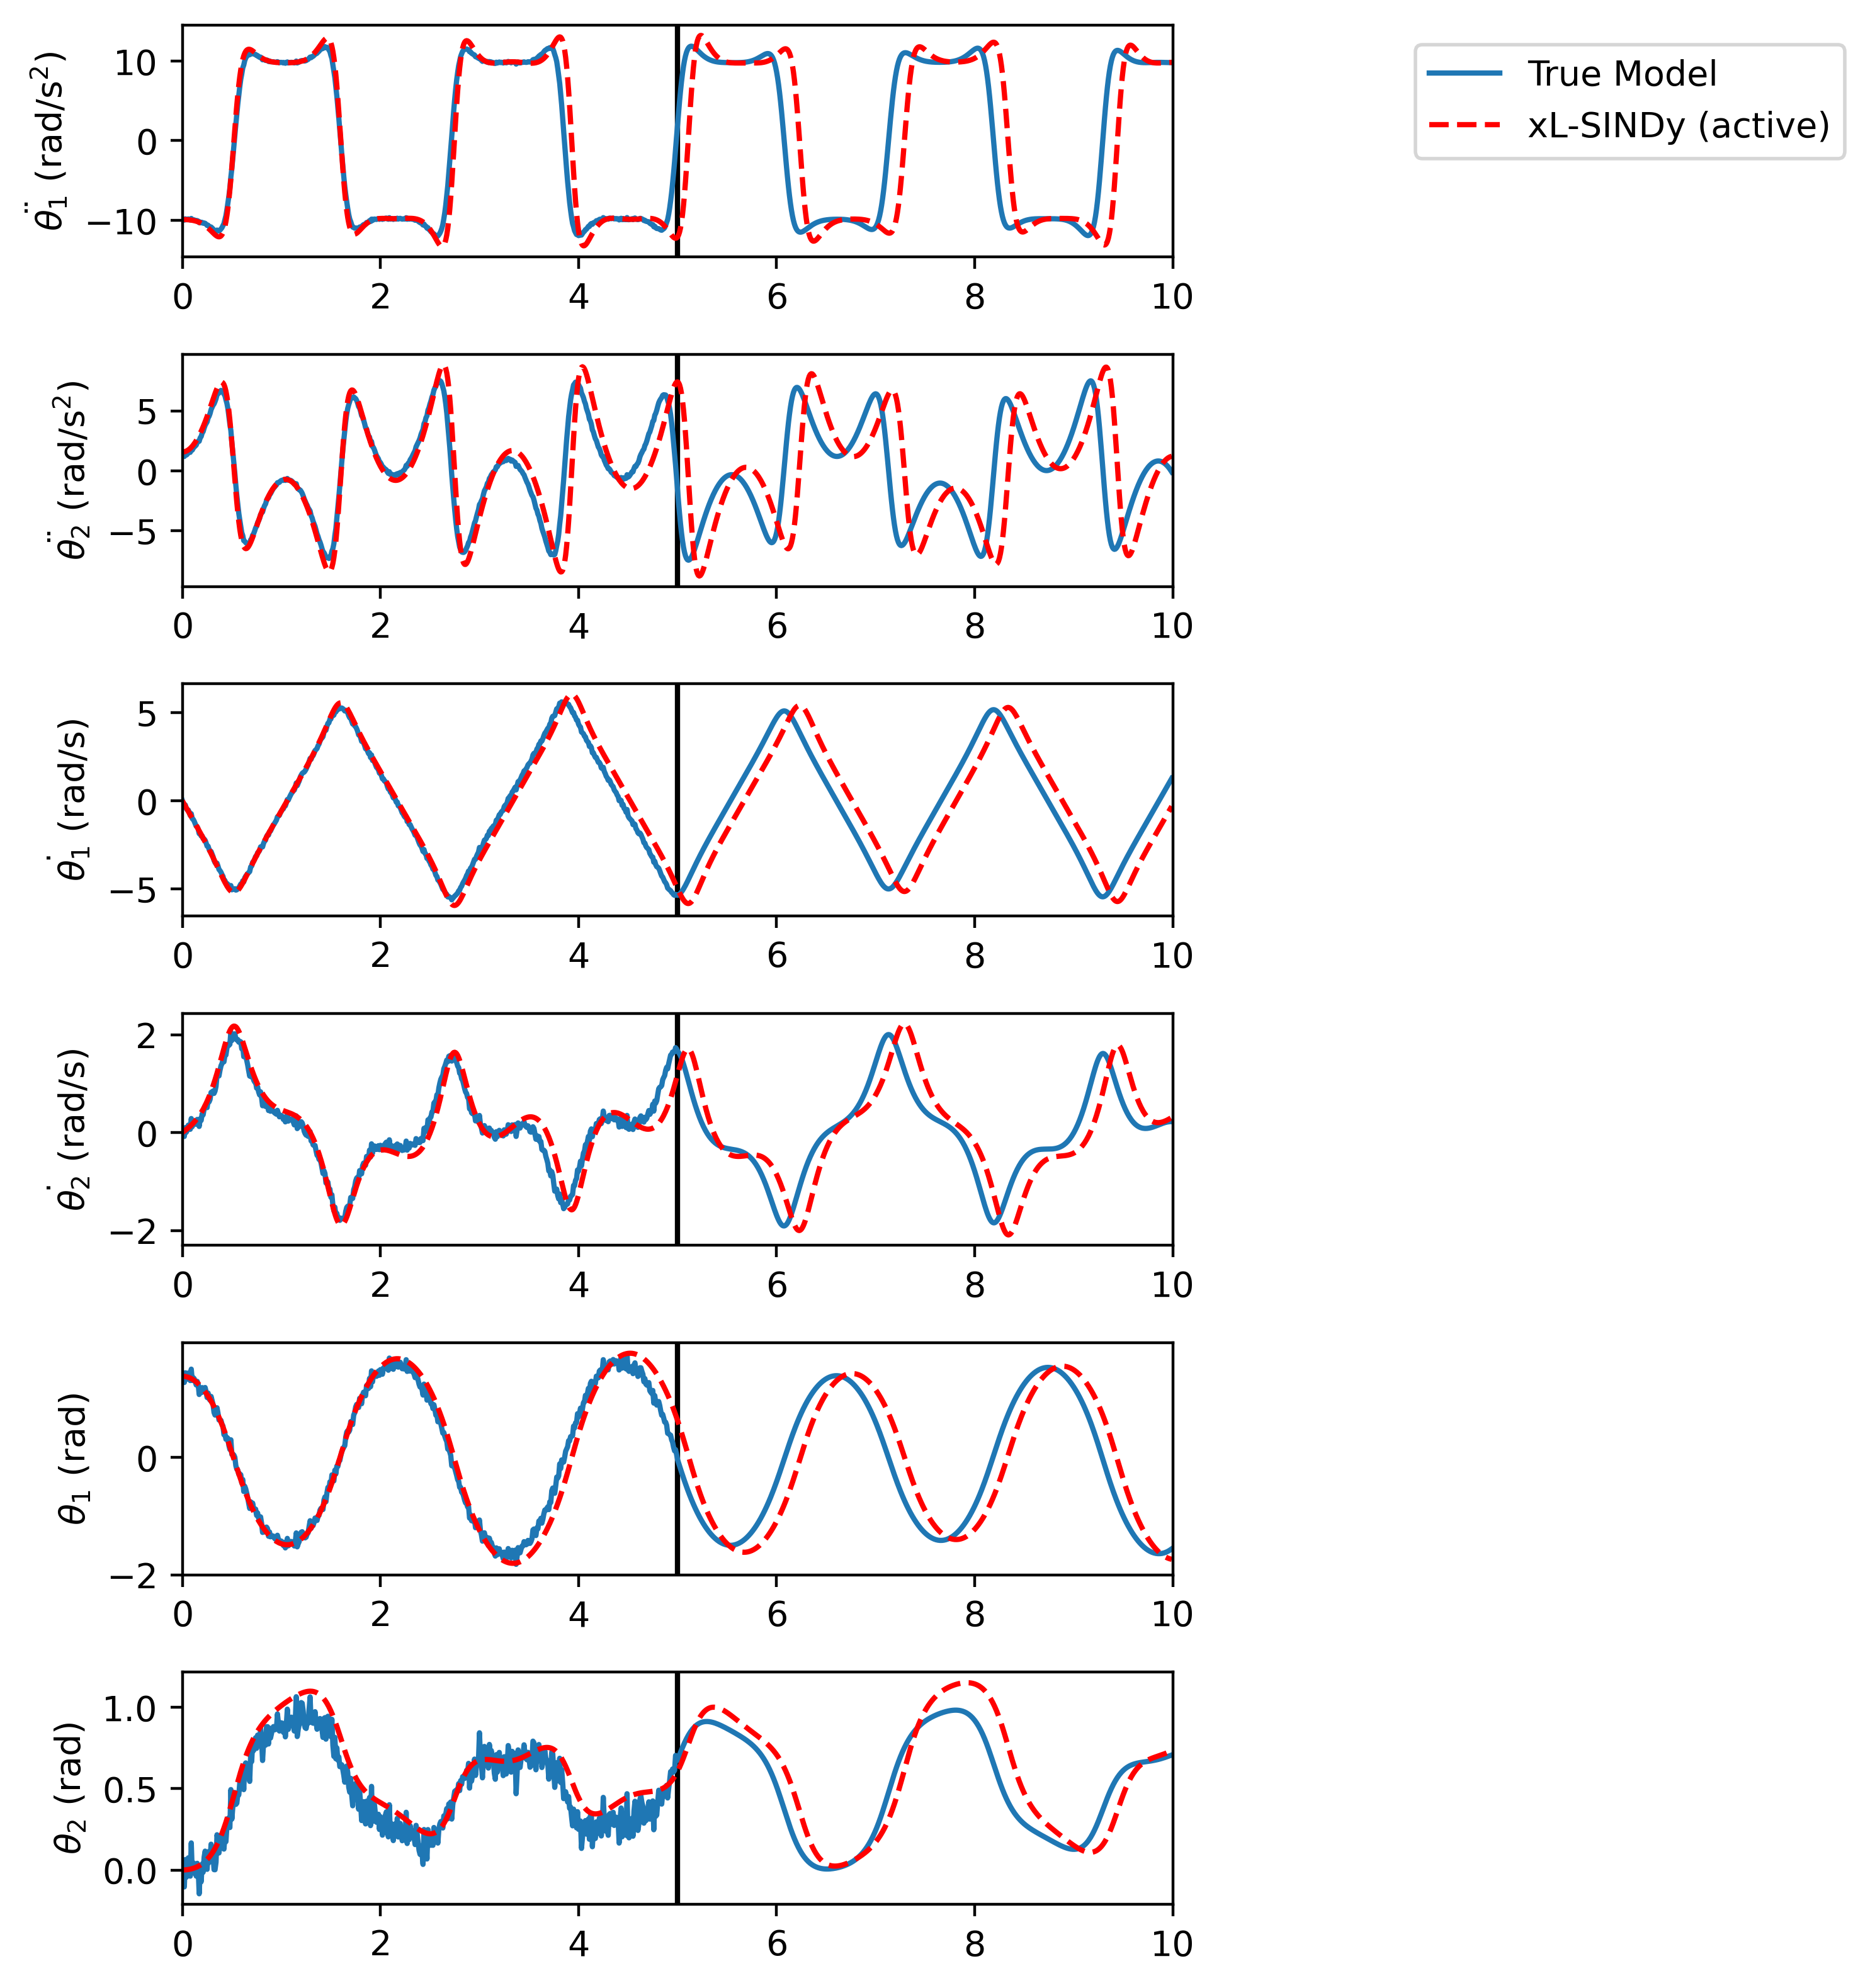 True Model
xL-SINDy (active)
θ̈₁ (rad/s²)
10
0
−10
0 2 4 6 8 10
θ̈₂ (rad/s²)
5
0
−5
0 2 4 6 8 10
θ̇₁ (rad/s)
5
0
−5
0 2 4 6 8 10
θ̇₂ (rad/s)
2
0
−2
0 2 4 6 8 10
θ₁ (rad)
0
−2
0 2 4 6 8 10
θ₂ (rad)
1.0
0.5
0.0
0 2 4 6 8 10